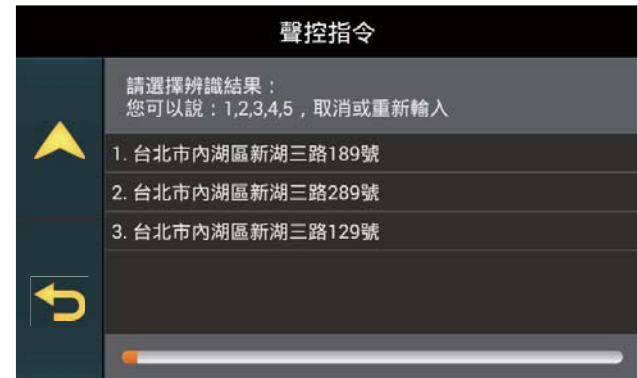 聲控指令
請選擇辨識結果：
您可以說：1,2,3,4,5，取消或重新輸入
1. 台北市內湖區新湖三路189號
2. 台北市內湖區新湖三路289號
3. 台北市內湖區新湖三路129號